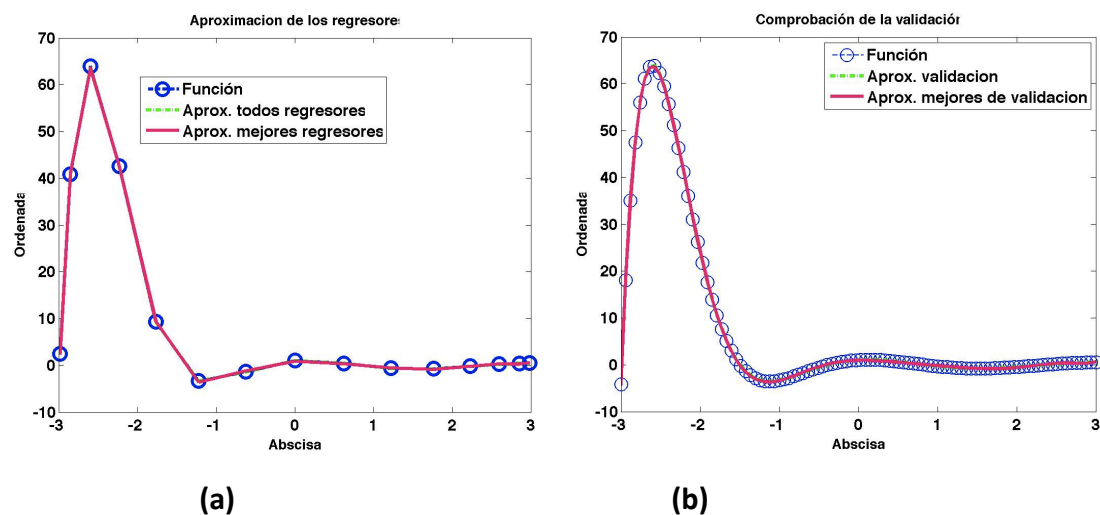 Aproximacion de los regresores
70
60
50
40
30
20
10
0
-10
-3
-2
-1
0
1
2
3
Ordenada
Abscisa
Función
Aprox. todos regresores
Aprox. mejores regresores
(a)
Comprobación de la validación
70
60
50
40
30
20
10
0
-10
-3
-2
-1
0
1
2
3
Ordenada
Abscisa
Función
Aprox. validacion
Aprox. mejores de validacion
(b)